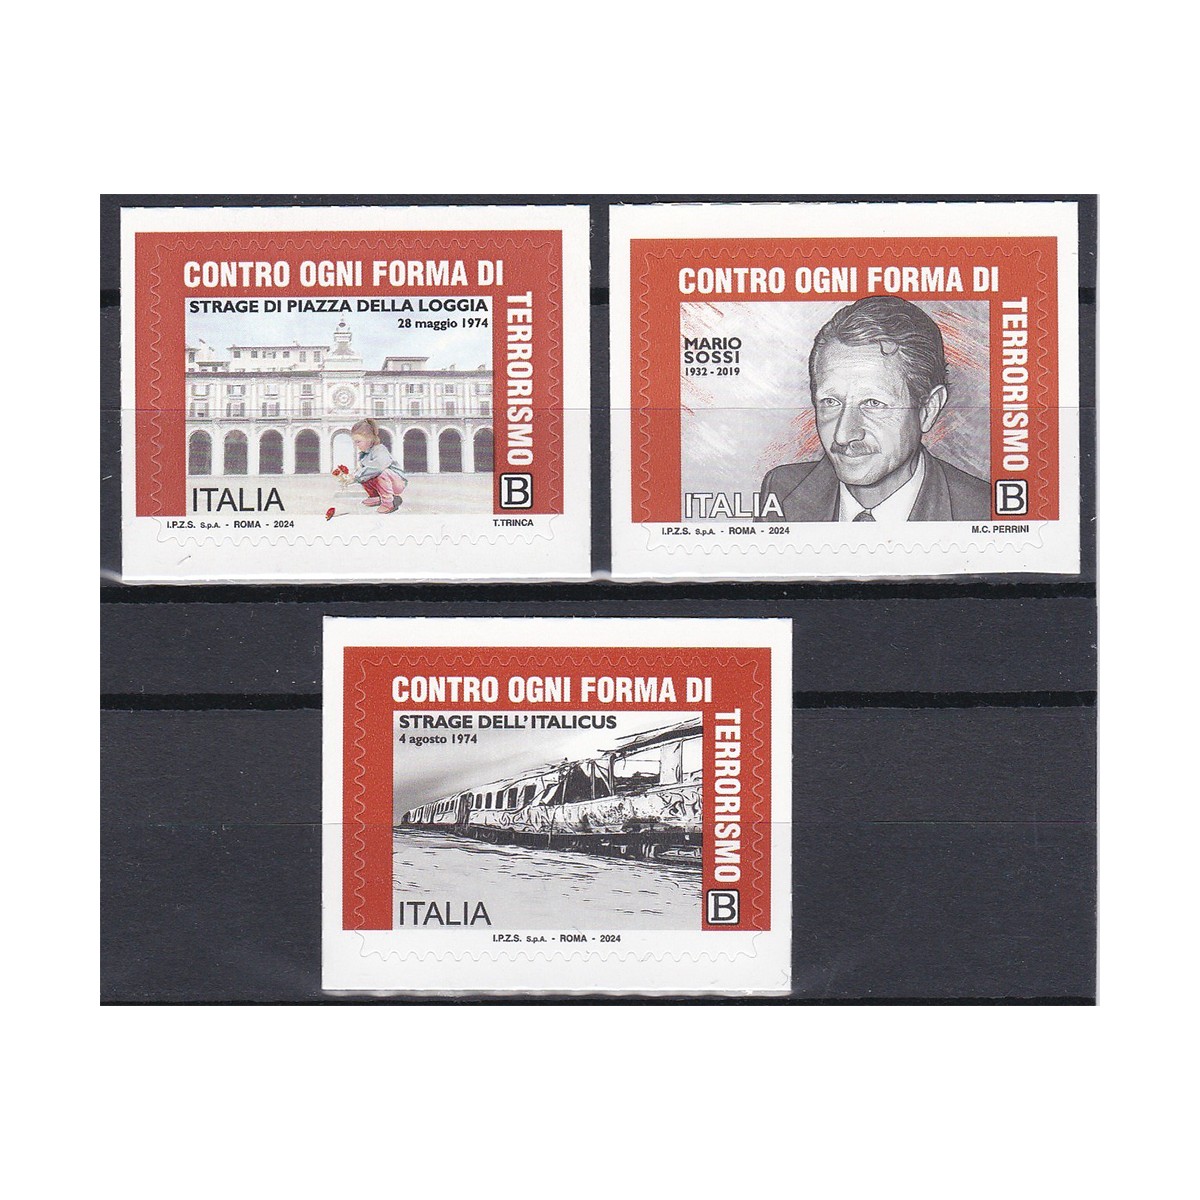 CONTRO OGNI FORMA DI
TERRORISMO
STRAGE DI PIAZZA DELLA LOGGIA
28 maggio 1974
ITALIA
B
I.P.Z.S. S.p.A. - ROMA - 2024
T.TRINCA
CONTRO OGNI FORMA DI
TERRORISMO
MARIO
SOSSI
1932 - 2019
ITALIA
B
I.P.Z.S. S.p.A. - ROMA - 2024
M.C. PERRINI
CONTRO OGNI FORMA DI
TERRORISMO
STRAGE DELL'ITALICUS
4 agosto 1974
ITALIA
B
I.P.Z.S. S.p.A. - ROMA - 2024